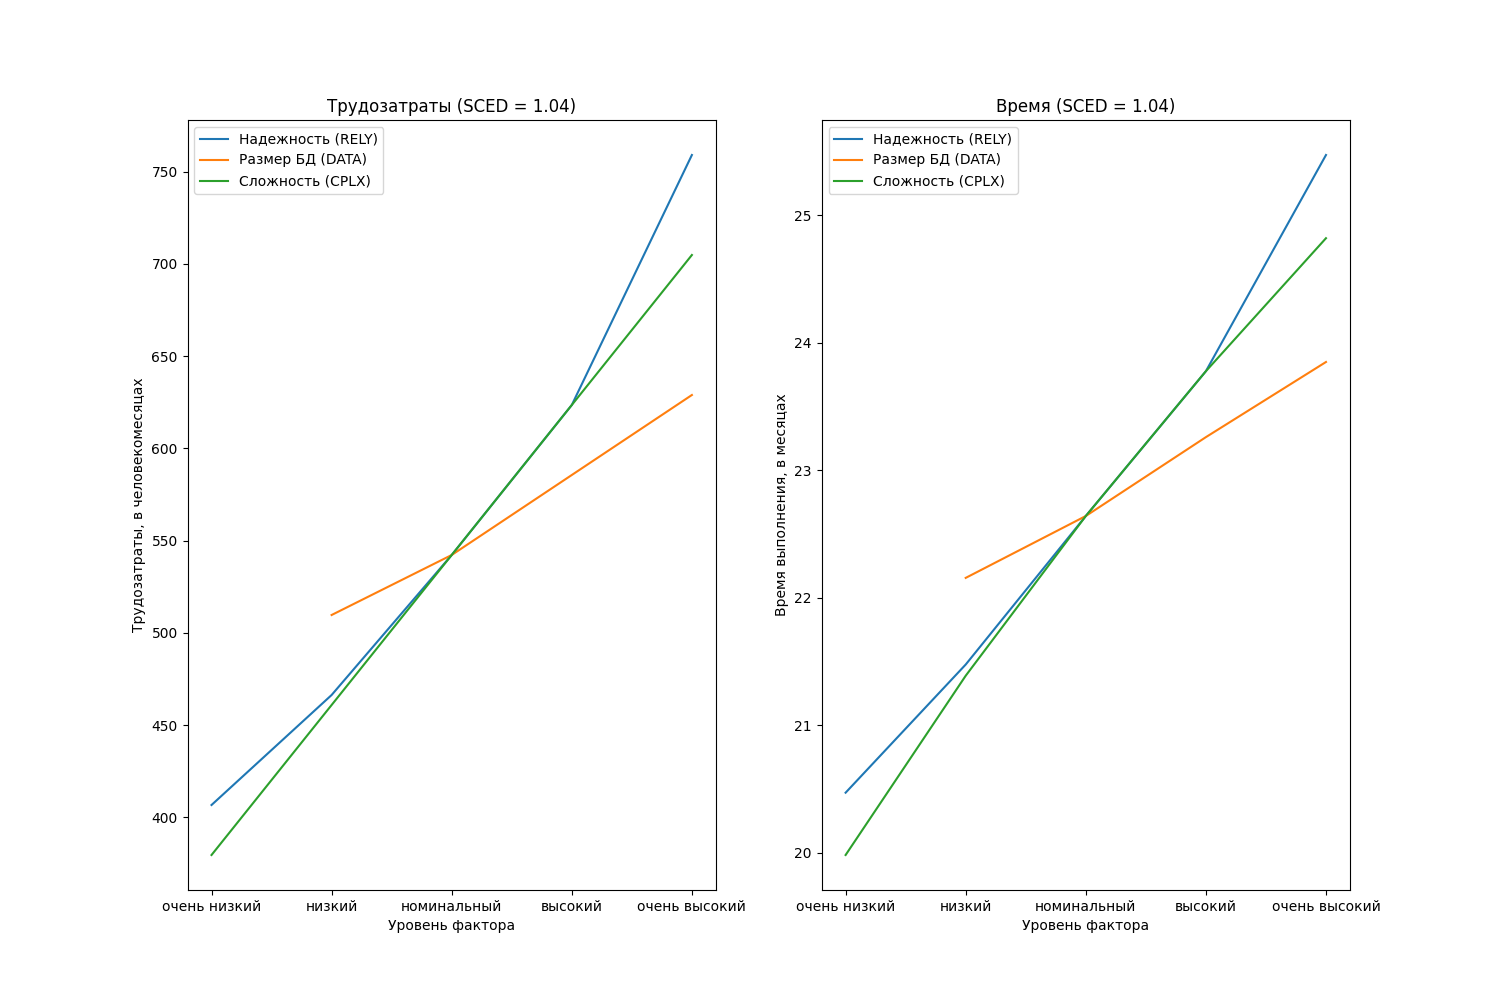 Трудозатраты (SCED = 1.04)
Надежность (RELY)
Размер БД (DATA)
Сложность (CPLX)
750
700
650
600
550
500
450
400
Трудозатраты, в человекомесяцах
очень низкий низкий номинальный высокий очень высокий
Уровень фактора
Время (SCED = 1.04)
Надежность (RELY)
Размер БД (DATA)
Сложность (CPLX)
25
24
23
22
21
20
Время выполнения, в месяцах
очень низкий низкий номинальный высокий очень высокий
Уровень фактора